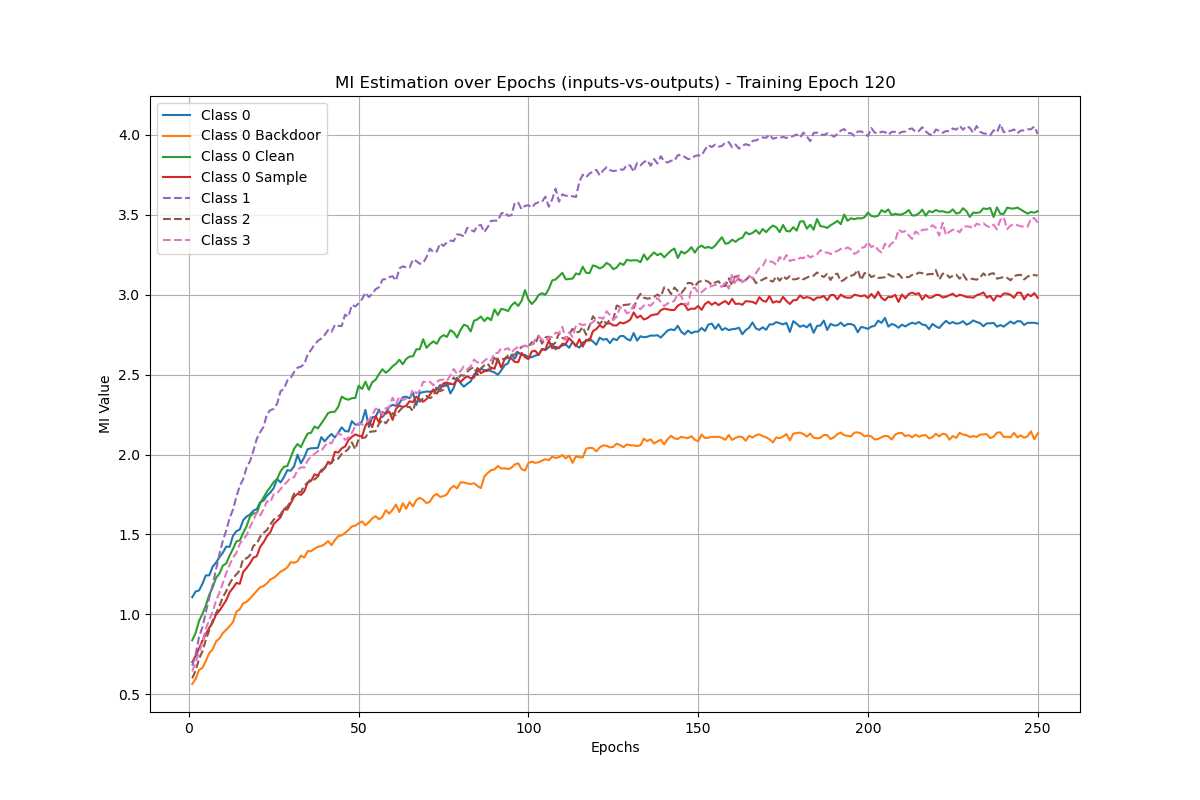 MI Estimation over Epochs (inputs-vs-outputs) - Training Epoch 120
Class 0
Class 0 Backdoor
Class 0 Clean
Class 0 Sample
Class 1
Class 2
Class 3
MI Value
4.0
3.5
3.0
2.5
2.0
1.5
1.0
0.5
0 50 100 150 200 250
Epochs